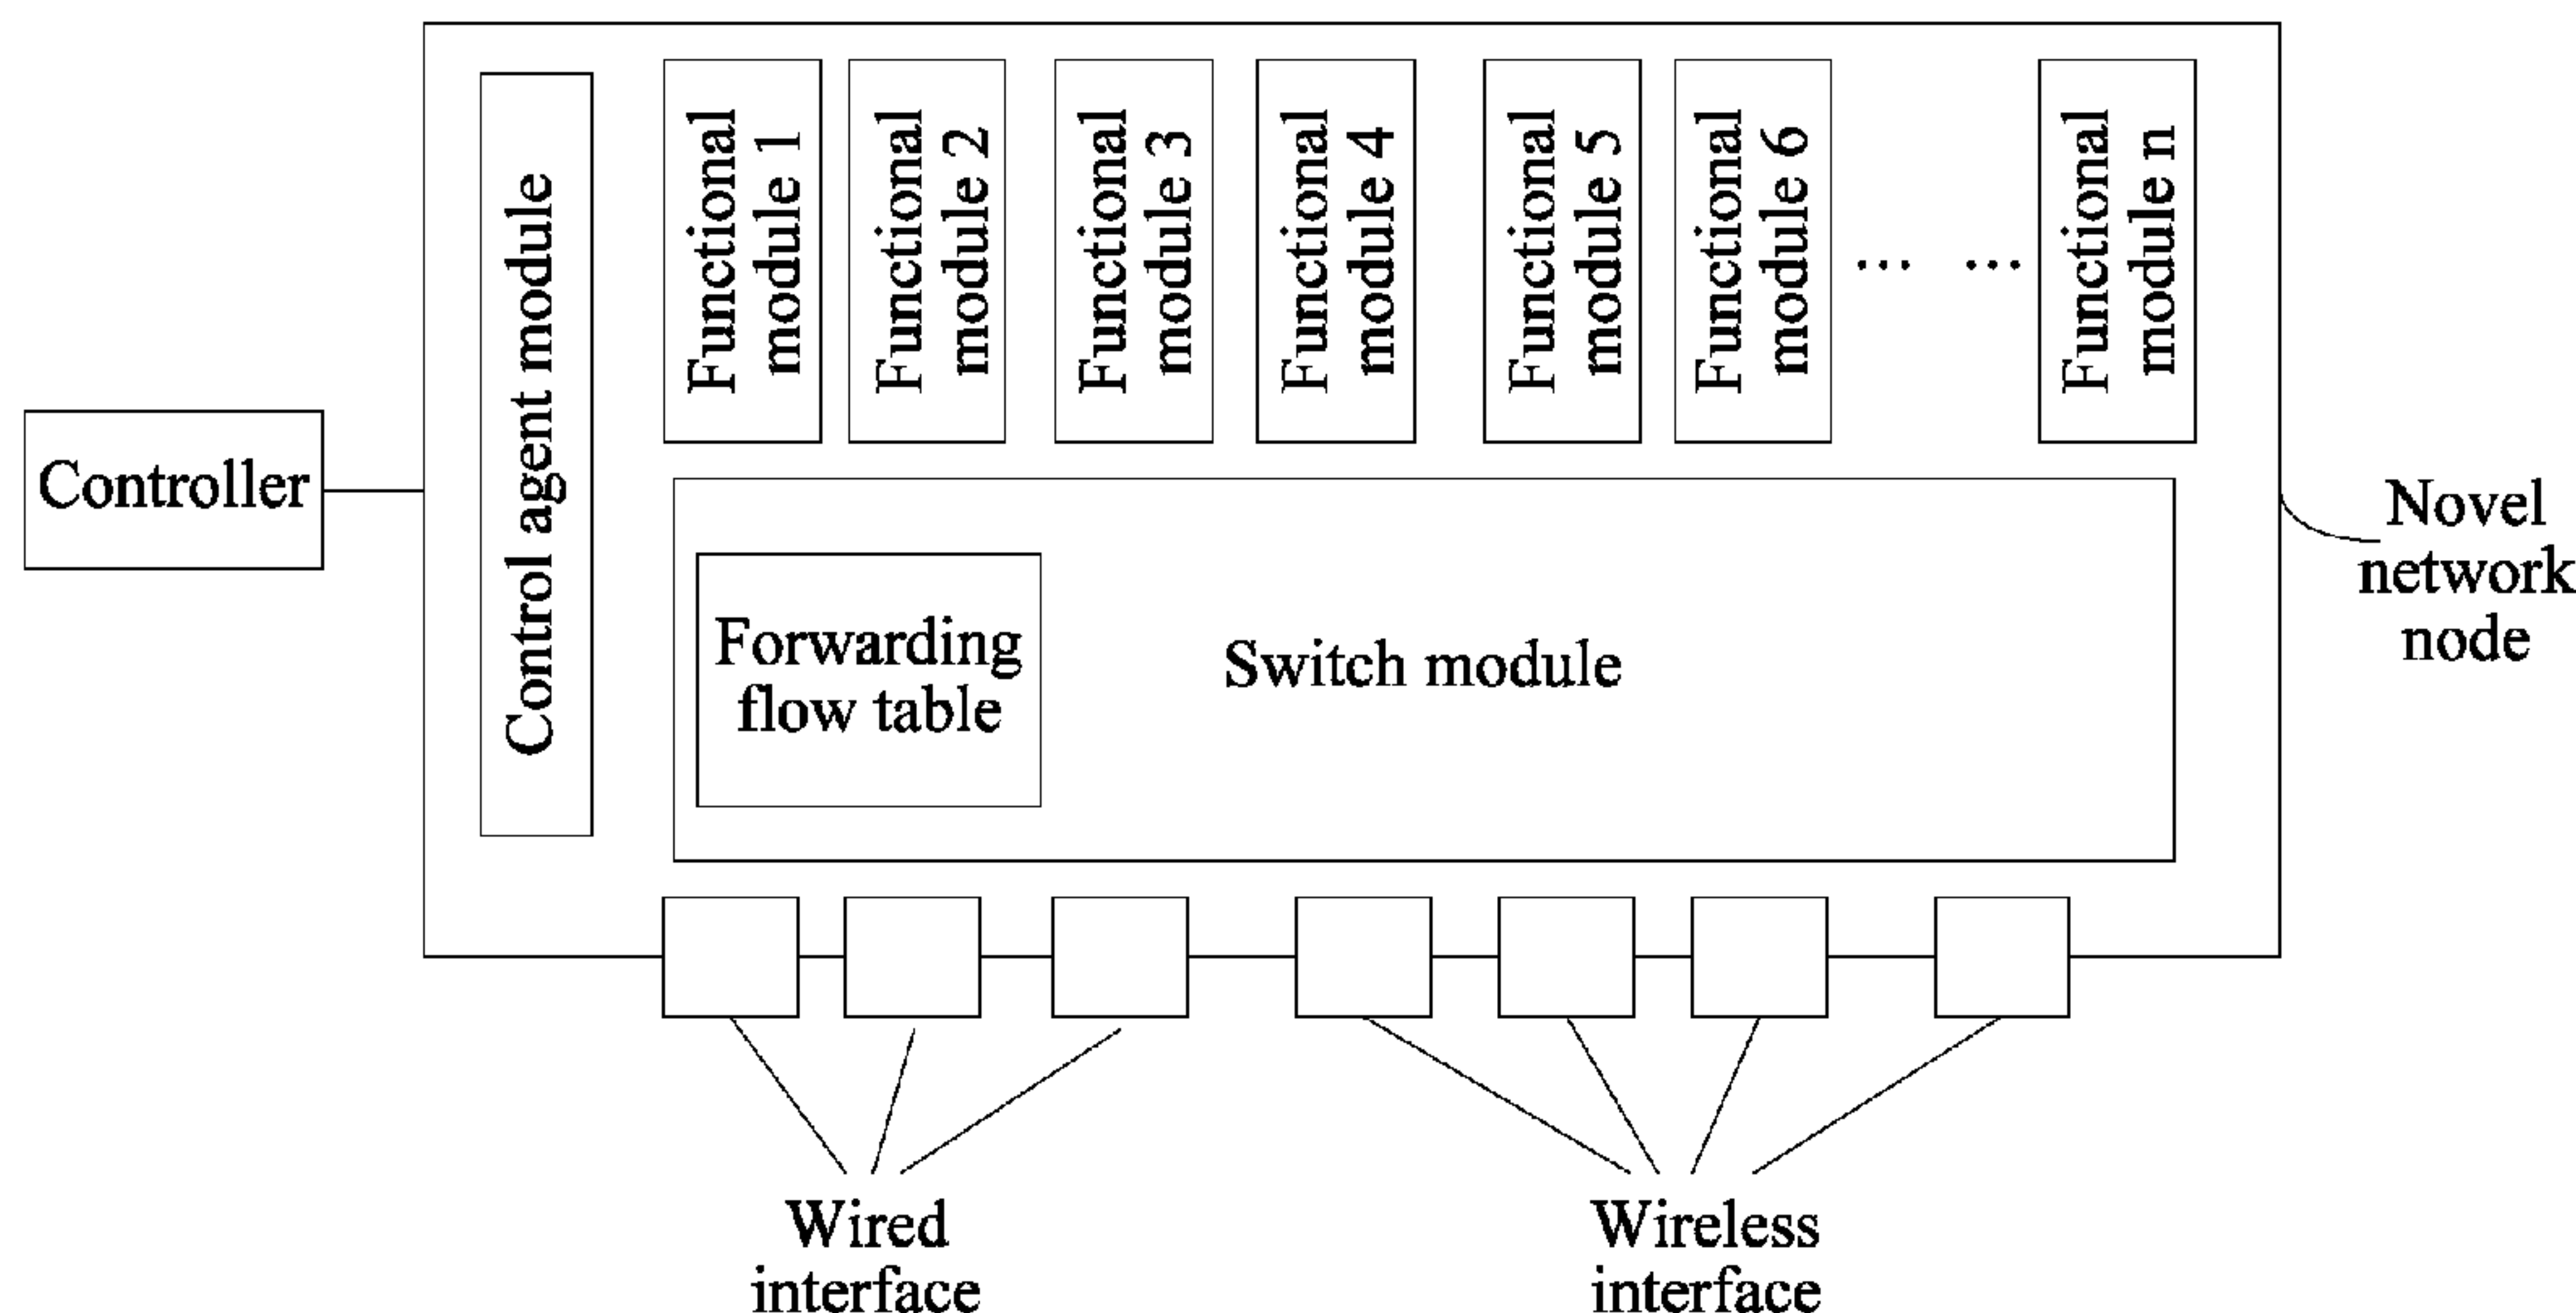 Controller
Control agent module
Functional
module 1
Functional
module 2
Functional
module 3
Functional
module 4
Functional
module 5
Functional
module 6
... ...
Functional
module n
Forwarding
flow table
Switch module
Novel
network
node
Wired
interface
Wireless
interface